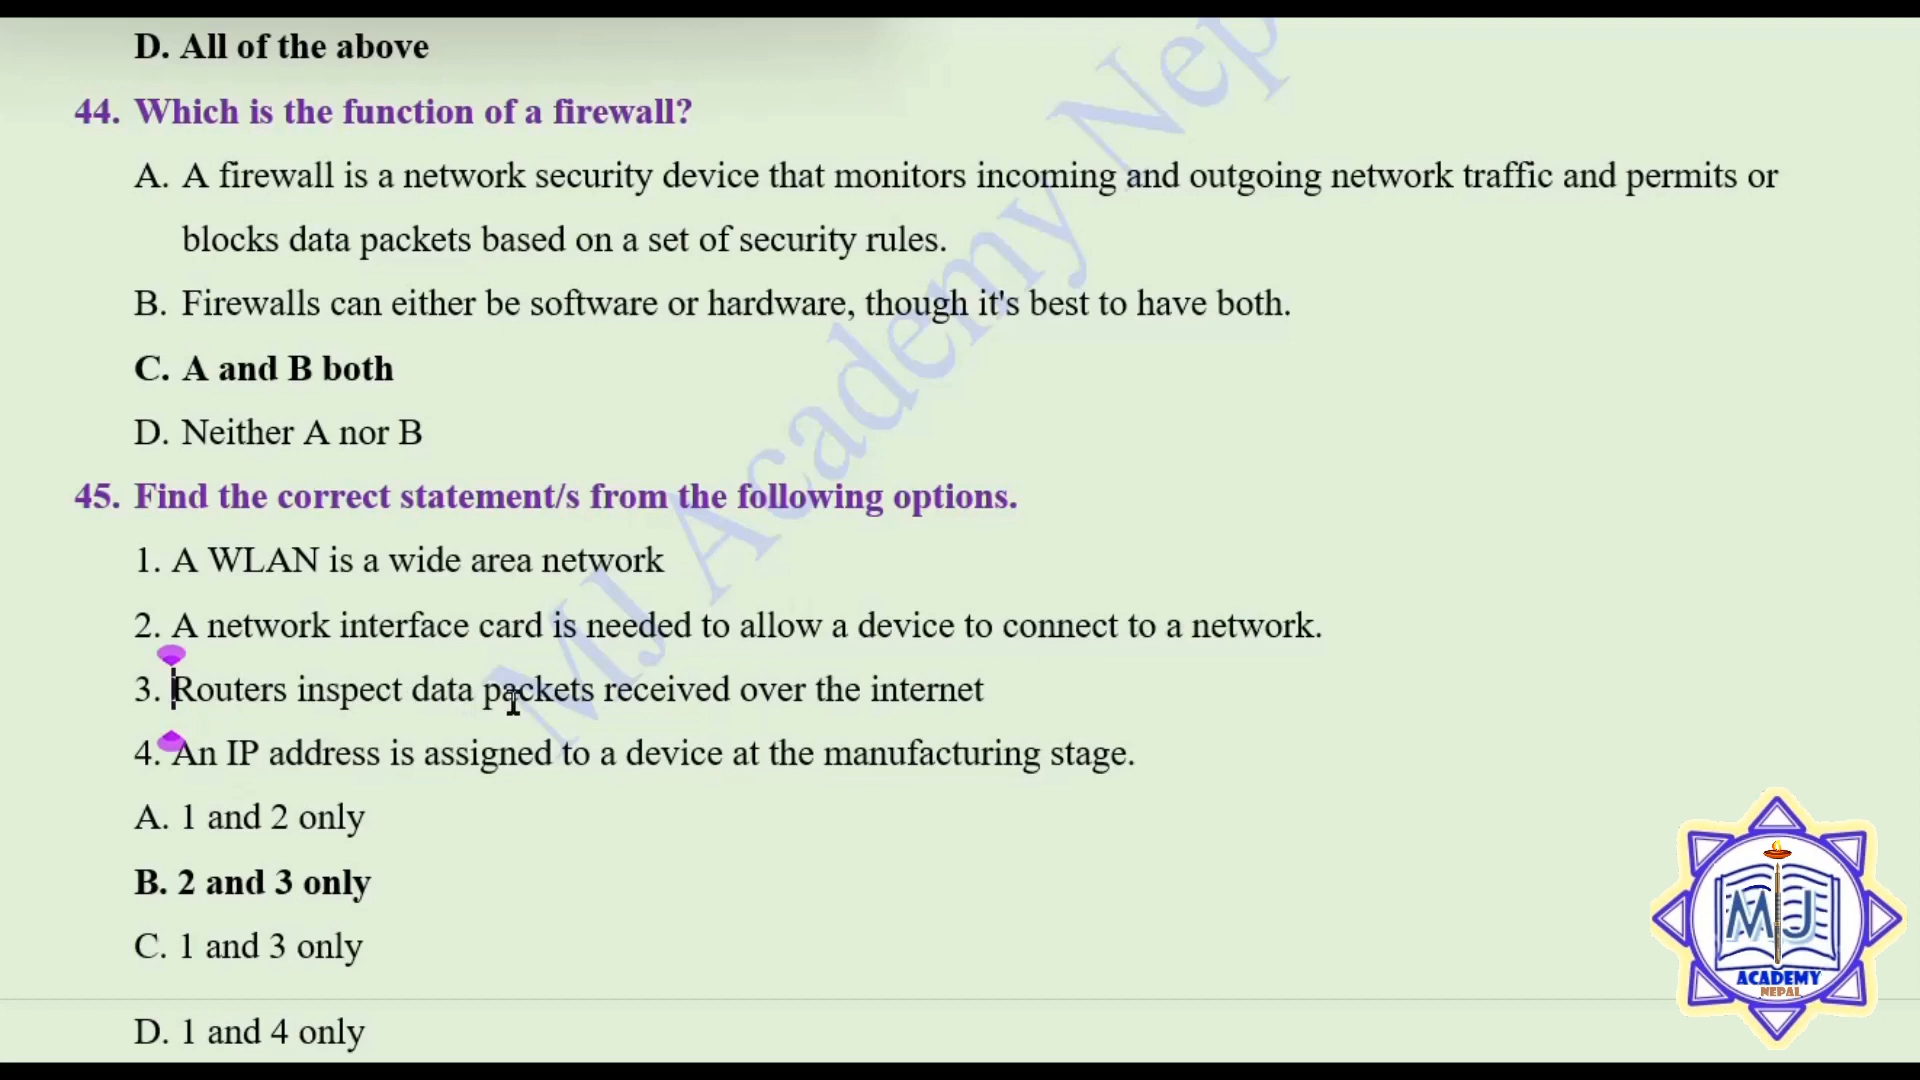 D. All of the above
44. Which is the function of a firewall?
A. A firewall is a network security device that monitors incoming and outgoing network traffic and permits or
blocks data packets based on a set of security rules.
B. Firewalls can either be software or hardware, though it's best to have both.
C. A and B both
D. Neither A nor B
45. Find the correct statement/s from the following options.
1. A WLAN is a wide area network
2. A network interface card is needed to allow a device to connect to a network.
3. Routers inspect data packets received over the internet
4. An IP address is assigned to a device at the manufacturing stage.
A. 1 and 2 only
B. 2 and 3 only
C. 1 and 3 only
D. 1 and 4 only
MJ Academy Nep
MJ
ACADEMY
NEPAL